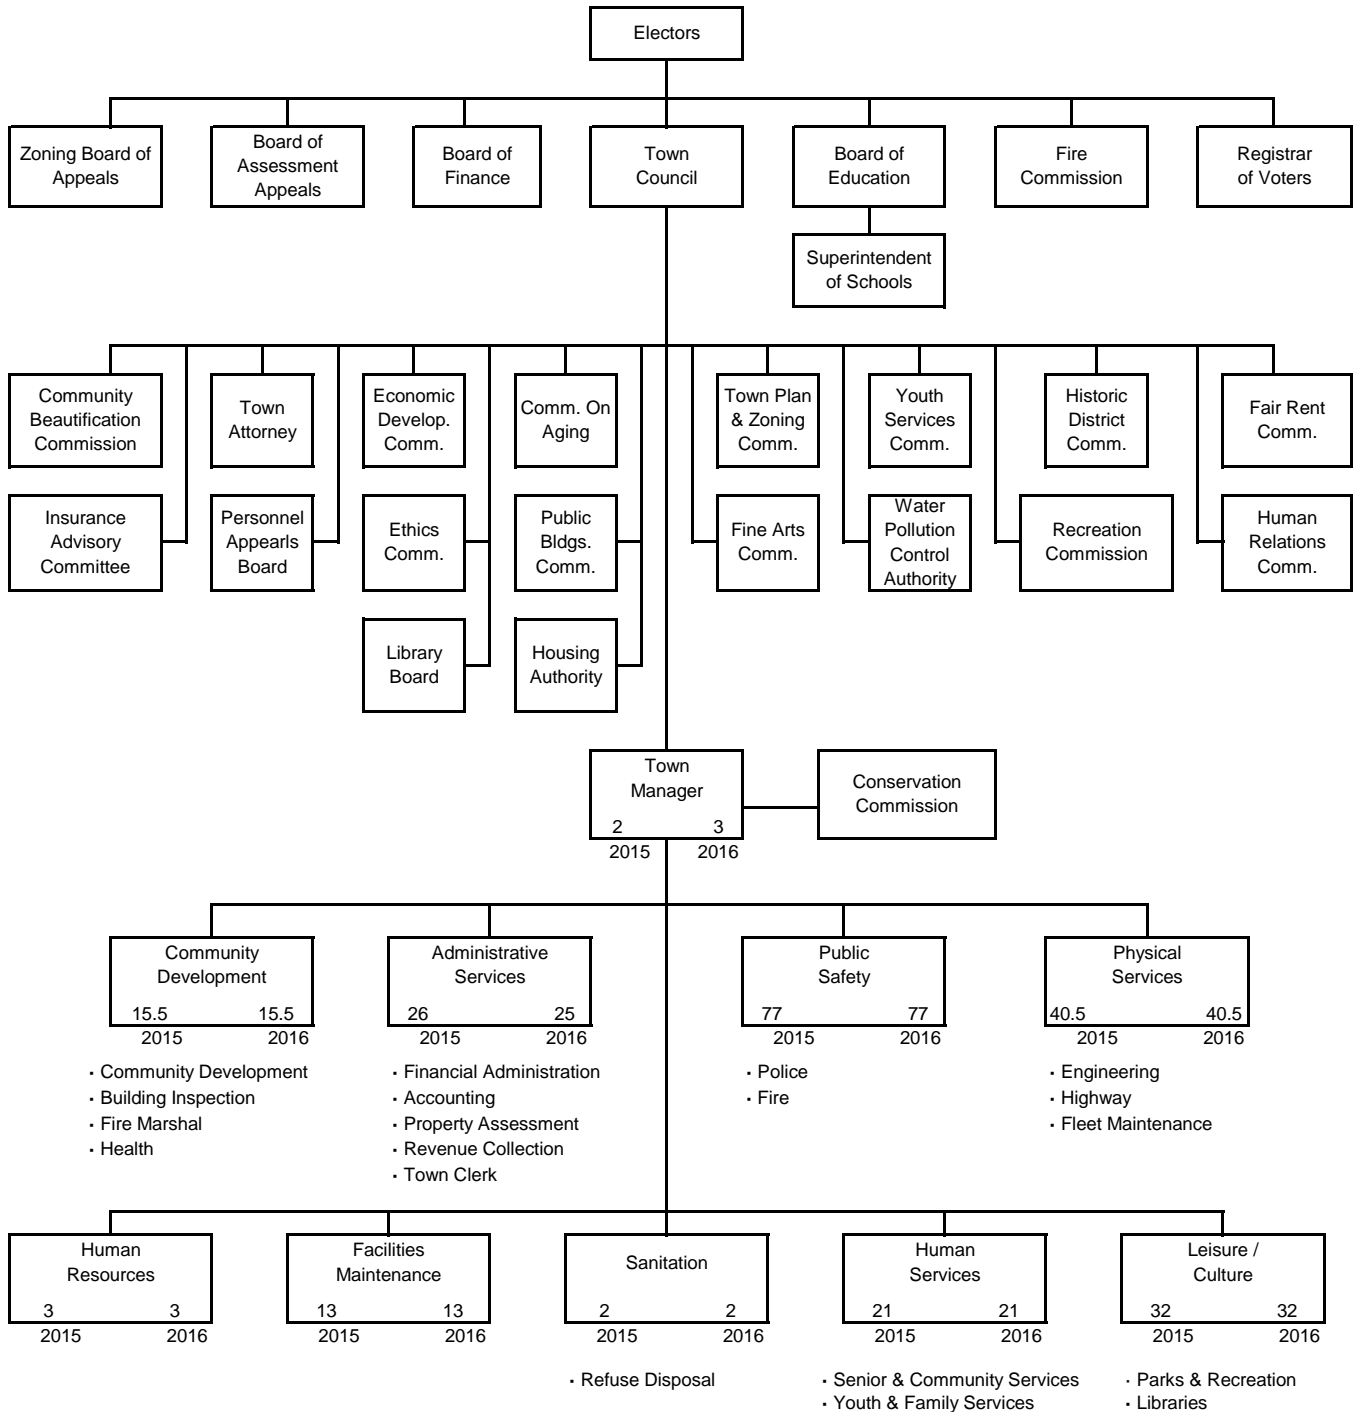 Electors
Zoning Board of
Appeals
Board of
Assessment
Appeals
Board of
Finance
Town
Council
Board of
Education
Fire
Commission
Registrar
of Voters
Superintendent
of Schools
Community
Beautification
Commission
Town
Attorney
Economic
Develop.
Comm.
Comm. On
Aging
Town Plan
& Zoning
Comm.
Youth
Services
Comm.
Historic
District
Comm.
Fair Rent
Comm.
Insurance
Advisory
Committee
Personnel
Appearls
Board
Ethics
Comm.
Public
Bldgs.
Comm.
Fine Arts
Comm.
Water
Pollution
Control
Authority
Recreation
Commission
Human
Relations
Comm.
Library
Board
Housing
Authority
Town
Manager
2 3
2015 2016
Conservation
Commission
Community
Development
15.5 15.5
2015 2016
· Community Development
· Building Inspection
· Fire Marshal
· Health
Administrative
Services
26 25
2015 2016
· Financial Administration
· Accounting
· Property Assessment
· Revenue Collection
· Town Clerk
Public
Safety
77 77
2015 2016
· Police
· Fire
Physical
Services
40.5 40.5
2015 2016
· Engineering
· Highway
· Fleet Maintenance
Human
Resources
3 3
2015 2016
Facilities
Maintenance
13 13
2015 2016
Sanitation
2 2
2015 2016
· Refuse Disposal
Human
Services
21 21
2015 2016
· Senior & Community Services
· Youth & Family Services
Leisure /
Culture
32 32
2015 2016
· Parks & Recreation
· Libraries